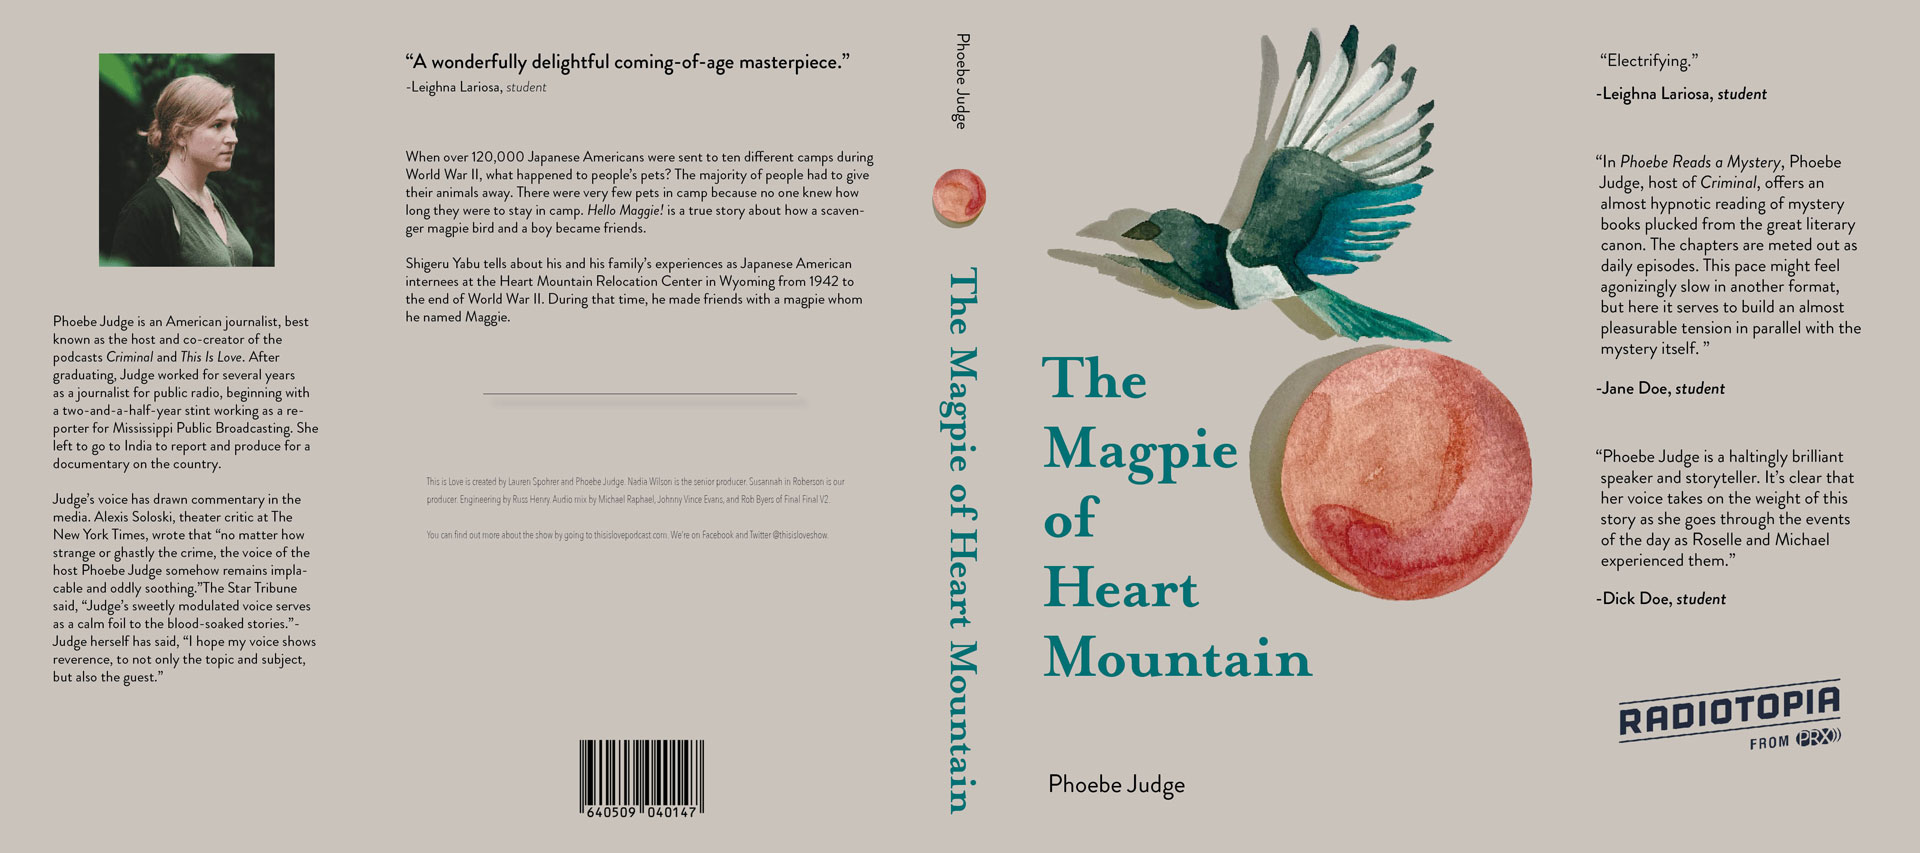 Phoebe Judge is an American journalist, best
known as the host and co-creator of the
podcasts Criminal and This Is Love. After
graduating, Judge worked for several years
as a journalist for public radio, beginning with
a two-and-a-half-year stint working as a re-
porter for Mississippi Public Broadcasting. She
left to go to India to report and produce for a
documentary on the country.
Judge's voice has drawn commentary in the
media. Alexis Soloski, theater critic at The
New York Times, wrote that “no matter how
strange or ghastly the crime, the voice of the
host Phoebe Judge somehow remains impla-
cable and oddly soothing.”The Star Tribune
said, “Judge's sweetly modulated voice serves
as a calm foil to the blood-soaked stories.”-
Judge herself has said, “I hope my voice shows
reverence, to not only the topic and subject,
but also the guest.”
“A wonderfully delightful coming-of-age masterpiece.”
-Leighna Lariosa, student
When over 120,000 Japanese Americans were sent to ten different camps during
World War II, what happened to people's pets? The majority of people had to give
their animals away. There were very few pets in camp because no one knew how
long they were to stay in camp. Hello Maggie! is a true story about how a scaven-
ger magpie bird and a boy became friends.
Shigeru Yabu tells about his and his family's experiences as Japanese American
internees at the Heart Mountain Relocation Center in Wyoming from 1942 to
the end of World War II. During that time, he made friends with a magpie whom
he named Maggie.
This is Love is created by Lauren Spohrer and Phoebe Judge. Nadia Wilson is the senior producer. Susannah in Roberson is our
producer. Engineering by Russ Henry. Audio mix by Michael Raphael, Johnny Vince Evans, and Rob Byers of Final Final V2.
You can find out more about the show by going to thisislovepodcast.com. We're on Facebook and Twitter @thisisloveshow.
640509 040147
Phoebe Judge
The Magpie of Heart Mountain
The
Magpie
of
Heart
Mountain
Phoebe Judge
“Electrifying.”
-Leighna Lariosa, student
“In Phoebe Reads a Mystery, Phoebe
Judge, host of Criminal, offers an
almost hypnotic reading of mystery
books plucked from the great literary
canon. The chapters are meted out as
daily episodes. This pace might feel
agonizingly slow in another format,
but here it serves to build an almost
pleasurable tension in parallel with the
mystery itself. ”
-Jane Doe, student
“Phoebe Judge is a haltingly brilliant
speaker and storyteller. It's clear that
her voice takes on the weight of this
story as she goes through the events
of the day as Roselle and Michael
experienced them.”
-Dick Doe, student
RADIOTOPIA
FROM PRX